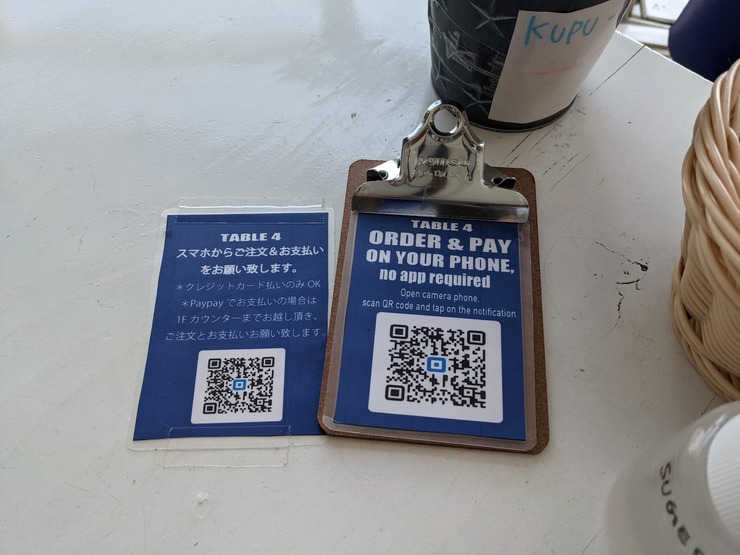 KUPU-
TABLE 4
スマホからご注文&お支払い
をお願い致します。
*クレジットカード払いのみ OK
*Paypay でお支払いの場合は
1F カウンターまでお越し頂き、
ご注文とお支払いお願い致します。
TABLE 4
ORDER & PAY
ON YOUR PHONE,
no app required
Open camera phone,
scan QR code and tap on the notification.